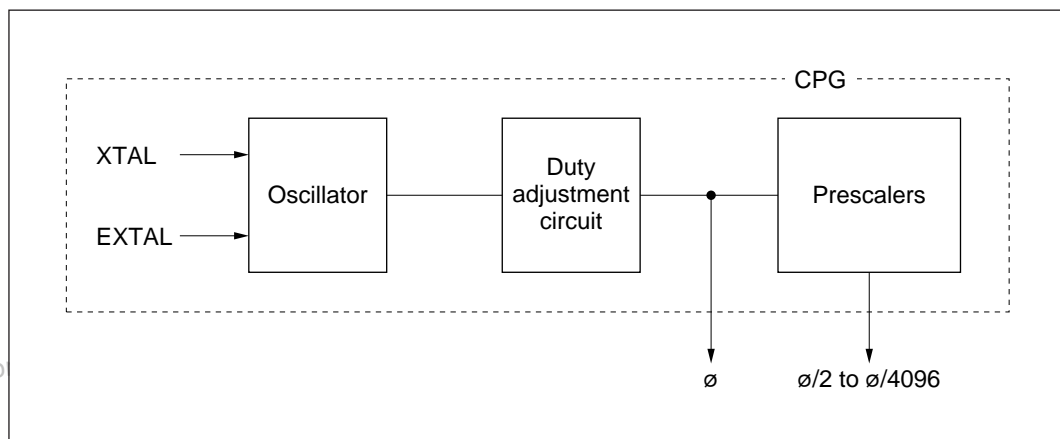 CPG
XTAL
EXTAL
Oscillator
Duty
adjustment
circuit
Prescalers
ø
ø/2 to ø/4096